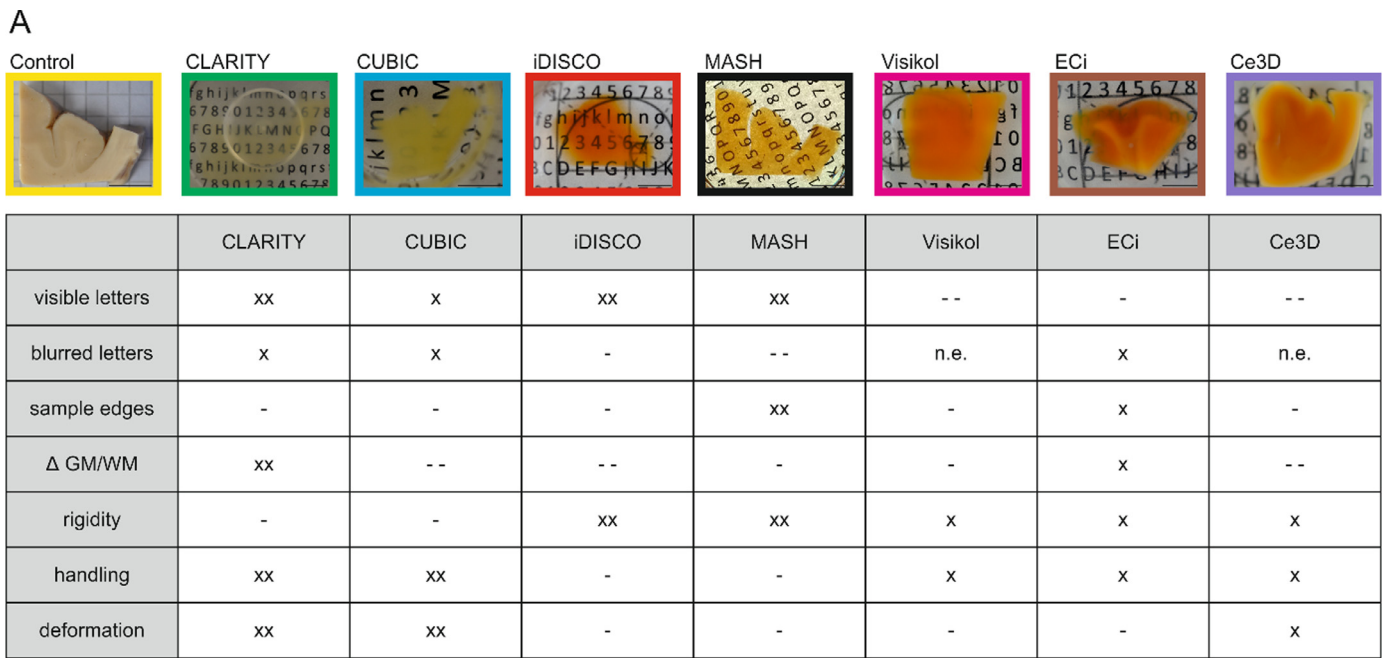 A
Control CLARITY CUBIC iDISCO MASH Visikol ECi Ce3D
CLARITY CUBIC iDISCO MASH Visikol ECi Ce3D
visible letters xx x xx xx - - - - -
blurred letters x x - - - n.e. x n.e.
sample edges - - - xx - x -
Δ GM/WM xx - - - - - - x - -
rigidity - - xx xx x x x
handling xx xx - - x x x
deformation xx xx - - - - x